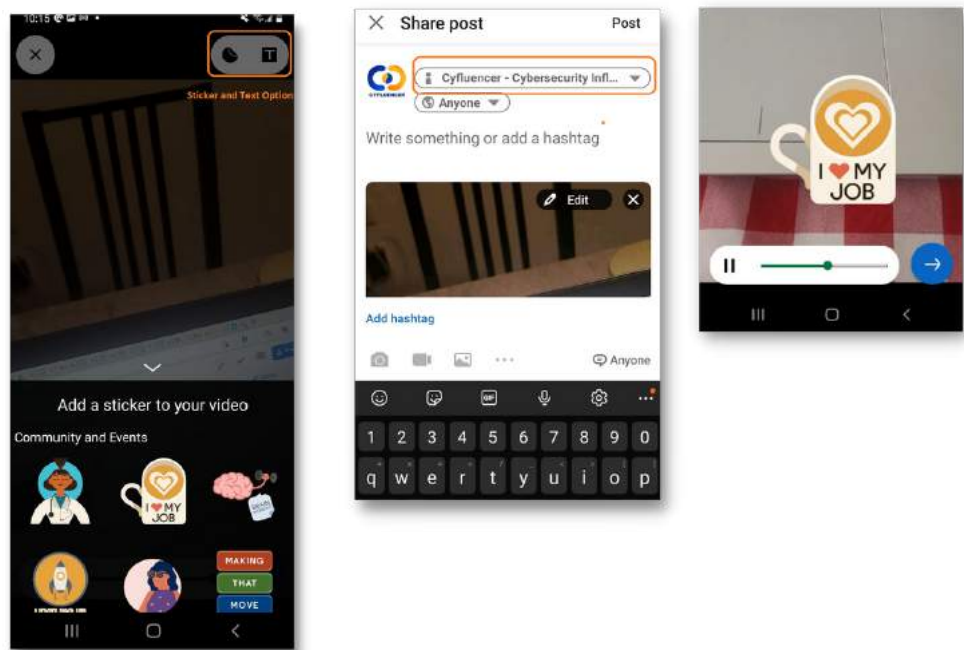 10:15
T
Sticker and Text Option
Add a sticker to your video
Community and Events
I ❤ MY
JOB
MAKING
THAT
MOVE
Share post
Post
CYFLUENCER
Cyfluencer - Cybersecurity Infl...
Anyone
Write something or add a hashtag
Edit
Add hashtag
Anyone
GIF
1 2 3 4 5 6 7 8 9 0
q w e r t y u i o p
I ❤ MY
JOB